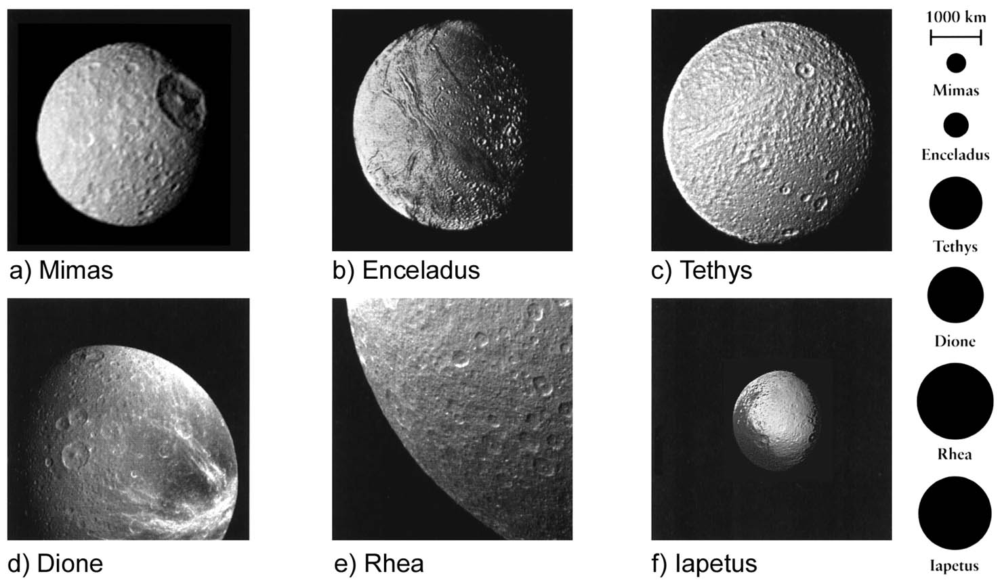 a) Mimas
b) Enceladus
c) Tethys
d) Dione
e) Rhea
f) Iapetus
1000 km
Mimas
Enceladus
Tethys
Dione
Rhea
Iapetus